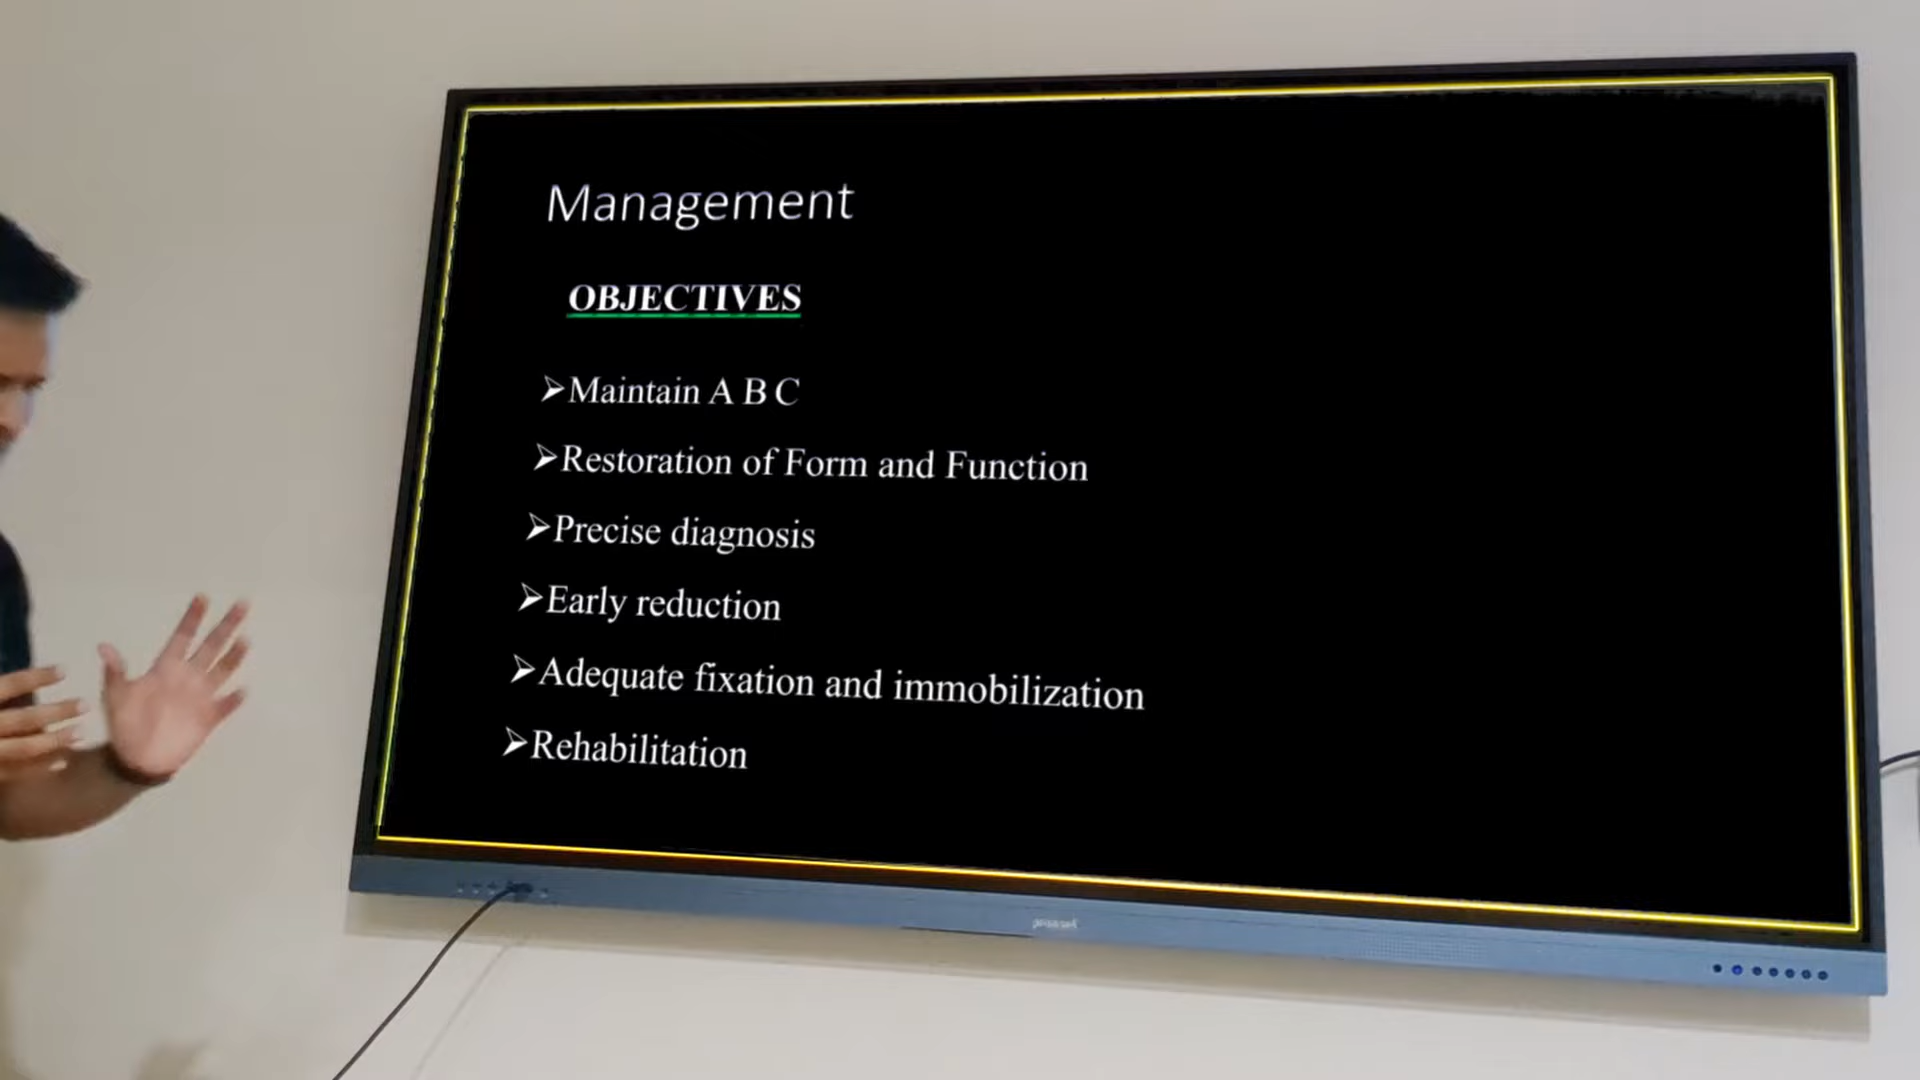 Management
OBJECTIVES
➢Maintain A B C
➢Restoration of Form and Function
➢Precise diagnosis
➢Early reduction
➢Adequate fixation and immobilization
➢Rehabilitation